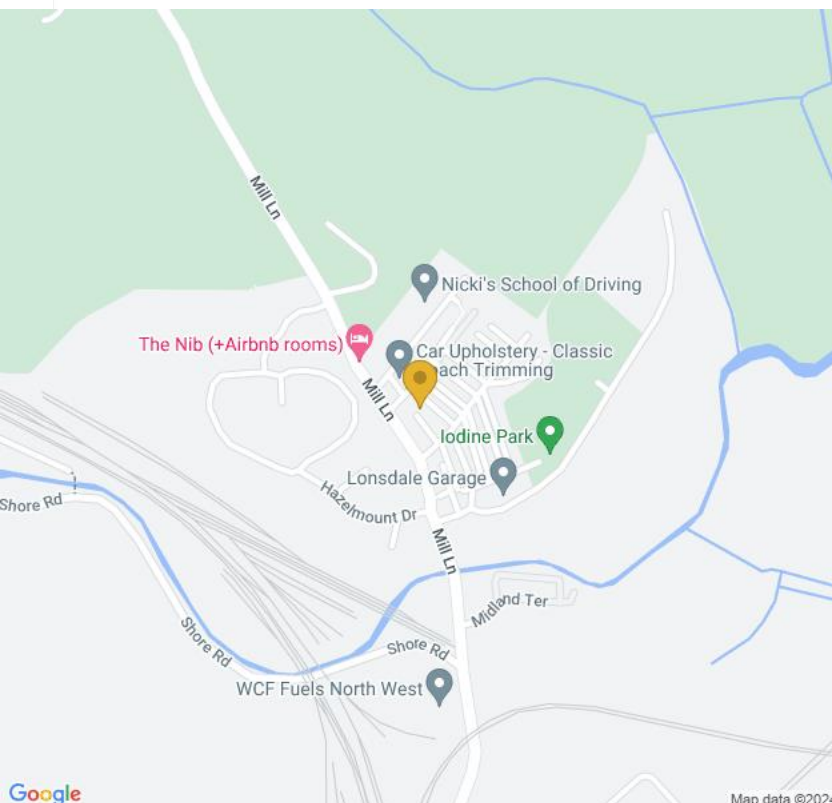 Mill Ln
Nicki's School of Driving
The Nib (+Airbnb rooms)
Car Upholstery - Classic
ach Trimming
Mill Ln
Iodine Park
Lonsdale Garage
Shore Rd
Hazelmount Dr
Mill Ln
Midland Ter
Shore Rd
Shore Rd
WCF Fuels North West
Google
Map data ©202